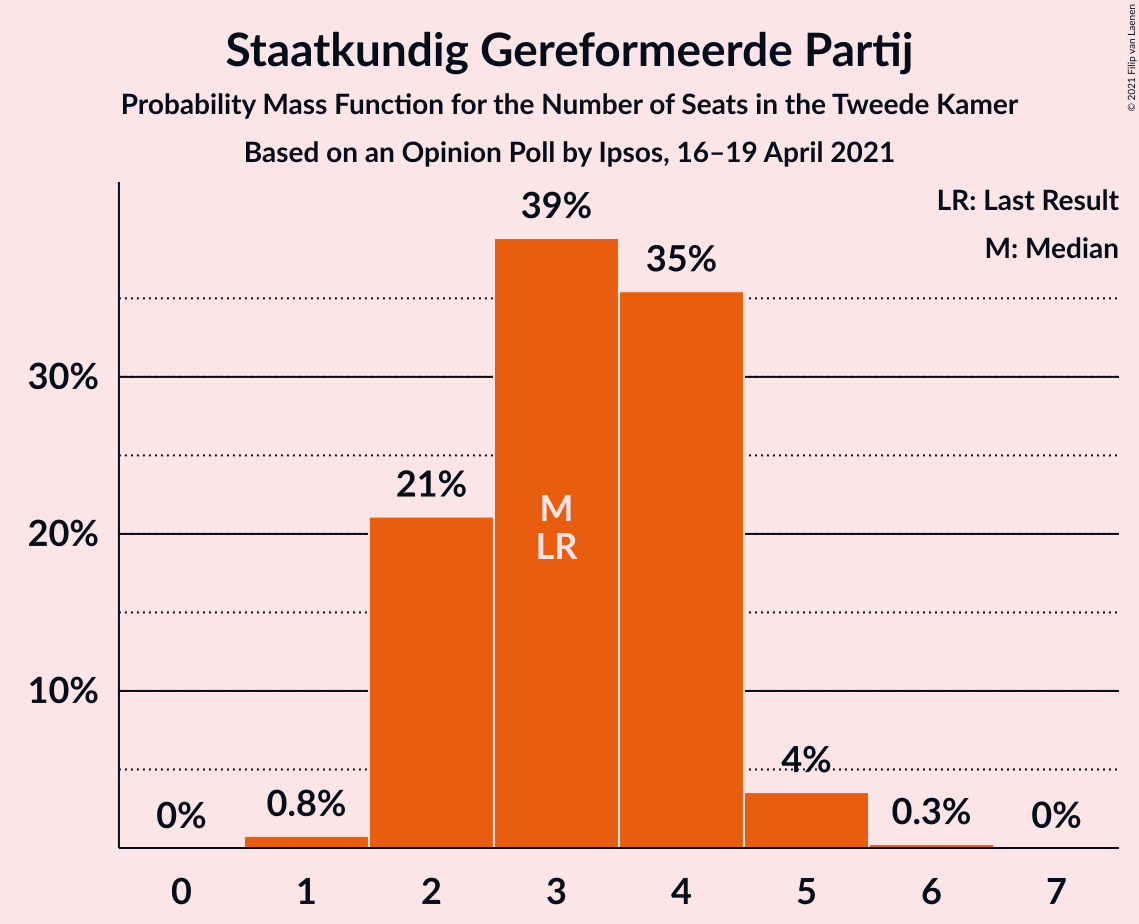 Staatkundig Gereformeerde Partij
Probability Mass Function for the Number of Seats in the Tweede Kamer
Based on an Opinion Poll by Ipsos, 16–19 April 2021
© 2021 Filip van Laenen
LR: Last Result
M: Median
39%
35%
30%
21%
M
LR
20%
10%
4%
0%
0.8%
0.3%
0%
0 1 2 3 4 5 6 7